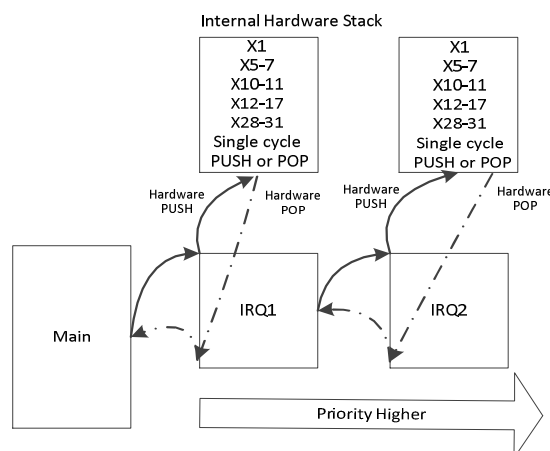 Internal Hardware Stack
X1
X5-7
X10-11
X12-17
X28-31
Single cycle
PUSH or POP
X1
X5-7
X10-11
X12-17
X28-31
Single cycle
PUSH or POP
Hardware
PUSH
Hardware
POP
Hardware
PUSH
Hardware
POP
Main
IRQ1
IRQ2
Priority Higher